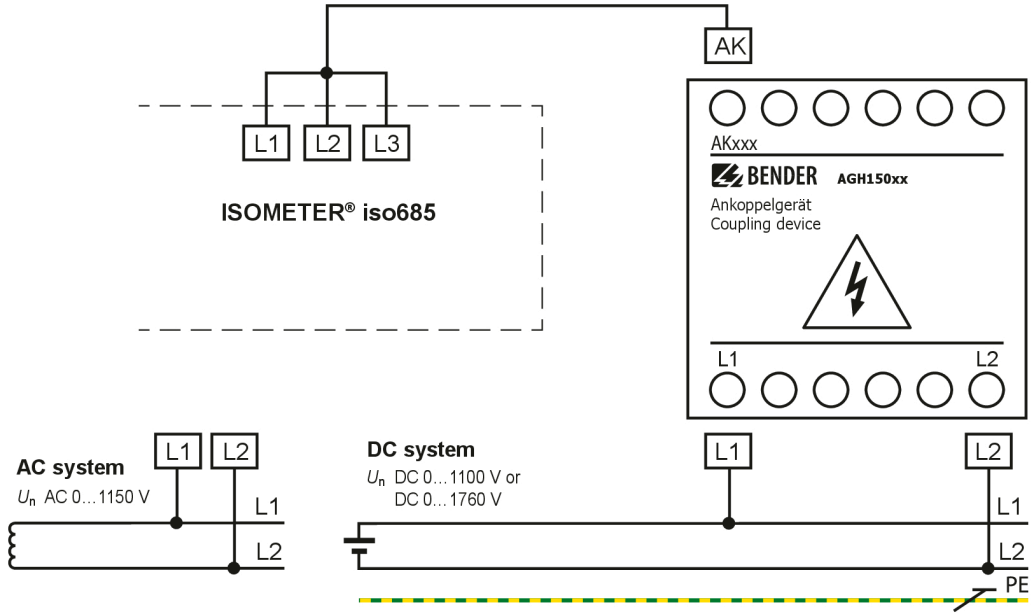 AK
L1 L2 L3
ISOMETER® iso685
AKxxx
BENDER AGH150xx
Ankoppelgerät
Coupling device
L1 L2
L1 L2
AC system
Un AC 0...1150 V
L1
L2
DC system
Un DC 0...1100 V or
DC 0...1760 V
L1 L2
L1
L2
PE